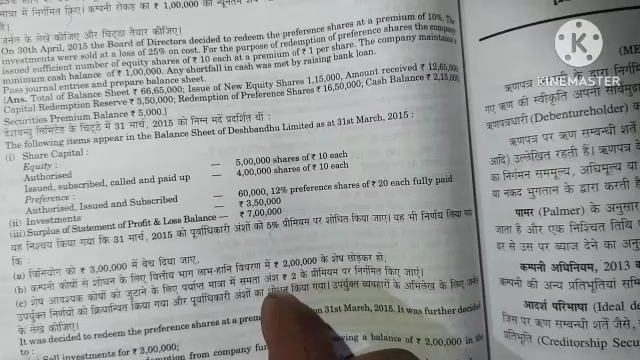 मात्रा में निर्गमित किए। कम्पनी रोकड़ का ₹ 1,00,000 का न्यूनतम शेष
है।
जर्नल के लेखे कीजिए और चिट्ठा तैयार कीजिए।
On 30th April, 2015 the Board of Directors decided to redeem the preference shares at a premium of 10%. The
investments were sold at a loss of 25% on cost. For the purpose of redemption of preference shares the company
issued sufficient number of equity shares of ₹ 10 each at a premium of ₹ 1 per share. The company maintains a
minimum cash balance of ₹ 1,00,000. Any shortfall in cash was met by raising bank loan.
Pass journal entries and prepare balance sheet.
[Ans. Total of Balance Sheet ₹ 66,65,000; Issue of New Equity Shares 1,15,000, Amount received ₹ 12,65,000
Capital Redemption Reserve ₹ 3,50,000; Redemption of Preference Shares ₹ 16,50,000; Cash Balance ₹ 2,15,000
Securities Premium Balance ₹ 5,000.]
देशबन्धु लिमिटेड के चिट्ठे में 31 मार्च, 2015 को निम्न मदें प्रदर्शित थीं :
The following items appear in the Balance Sheet of Deshbandhu Limited as at 31st March, 2015 :
(i) Share Capital :
Equity :
Authorised — 5,00,000 shares of ₹ 10 each
Issued, subscribed, called and paid up — 4,00,000 shares of ₹ 10 each
Preference :
Authorised, Issued and Subscribed — 60,000, 12% preference shares of ₹ 20 each fully paid
(ii) Investments — ₹ 3,50,000
(iii) Surplus of Statement of Profit & Loss Balance — ₹ 7,00,000
यह निश्चय किया गया कि 31 मार्च, 2015 को पूर्वाधिकारी अंशों को 5% प्रीमियम पर शोधित किया जाए। यह भी निर्णय लिया गया
कि :
(a) विनियोग को ₹ 3,00,000 में बेच दिया जाए,
(b) कम्पनी कोषों में शोधन के लिए वित्तीय भाग लाभ-हानि विवरण में ₹ 2,00,000 के शेष छोड़कर हो,
(c) शेष आवश्यक कोषों को जुटाने के लिए पर्याप्त मात्रा में समता अंश ₹ 2 के प्रीमियम पर निर्गमित किए जाएं।
उपर्युक्त निर्णयों को क्रियान्वित किया गया और पूर्वाधिकारी अंशों का शोधन किया गया। उपर्युक्त व्यवहारों के अभिलेख के लिए जर्नल
के लेखे कीजिए।
It was decided to redeem the preference shares at a on 31st March, 2015. It was further decided
to :
(a) Sell investments for ₹ 3,00,000;
redemption from company balance of ₹ 2,00,000 in the
KINEMASTER
ऋणपत्र द्वारा
गए ऋण की स्वीकृति अपनी
ऋणपत्रधारी (Debentureholder)
ऋणपत्र पर ऋण सम्बन्धी शर्तें
आदि) उल्लेखित रहती हैं।
का निर्गमन सममूल्य, अधिमूल्य
या नकद भुगतान के द्वारा करती है
पामर (Palmer) के अनुसार
जाता है और एक निश्चित तिथि
दर से उस पर ब्याज देने का
कम्पनी अधिनियम, 2013
कम्पनी की अन्य प्रतिभूतियाँ
आदर्श परिभाषा (Ideal
जिस पर ऋण सम्बन्धी शर्तें
प्रतिभूति (Creditorship